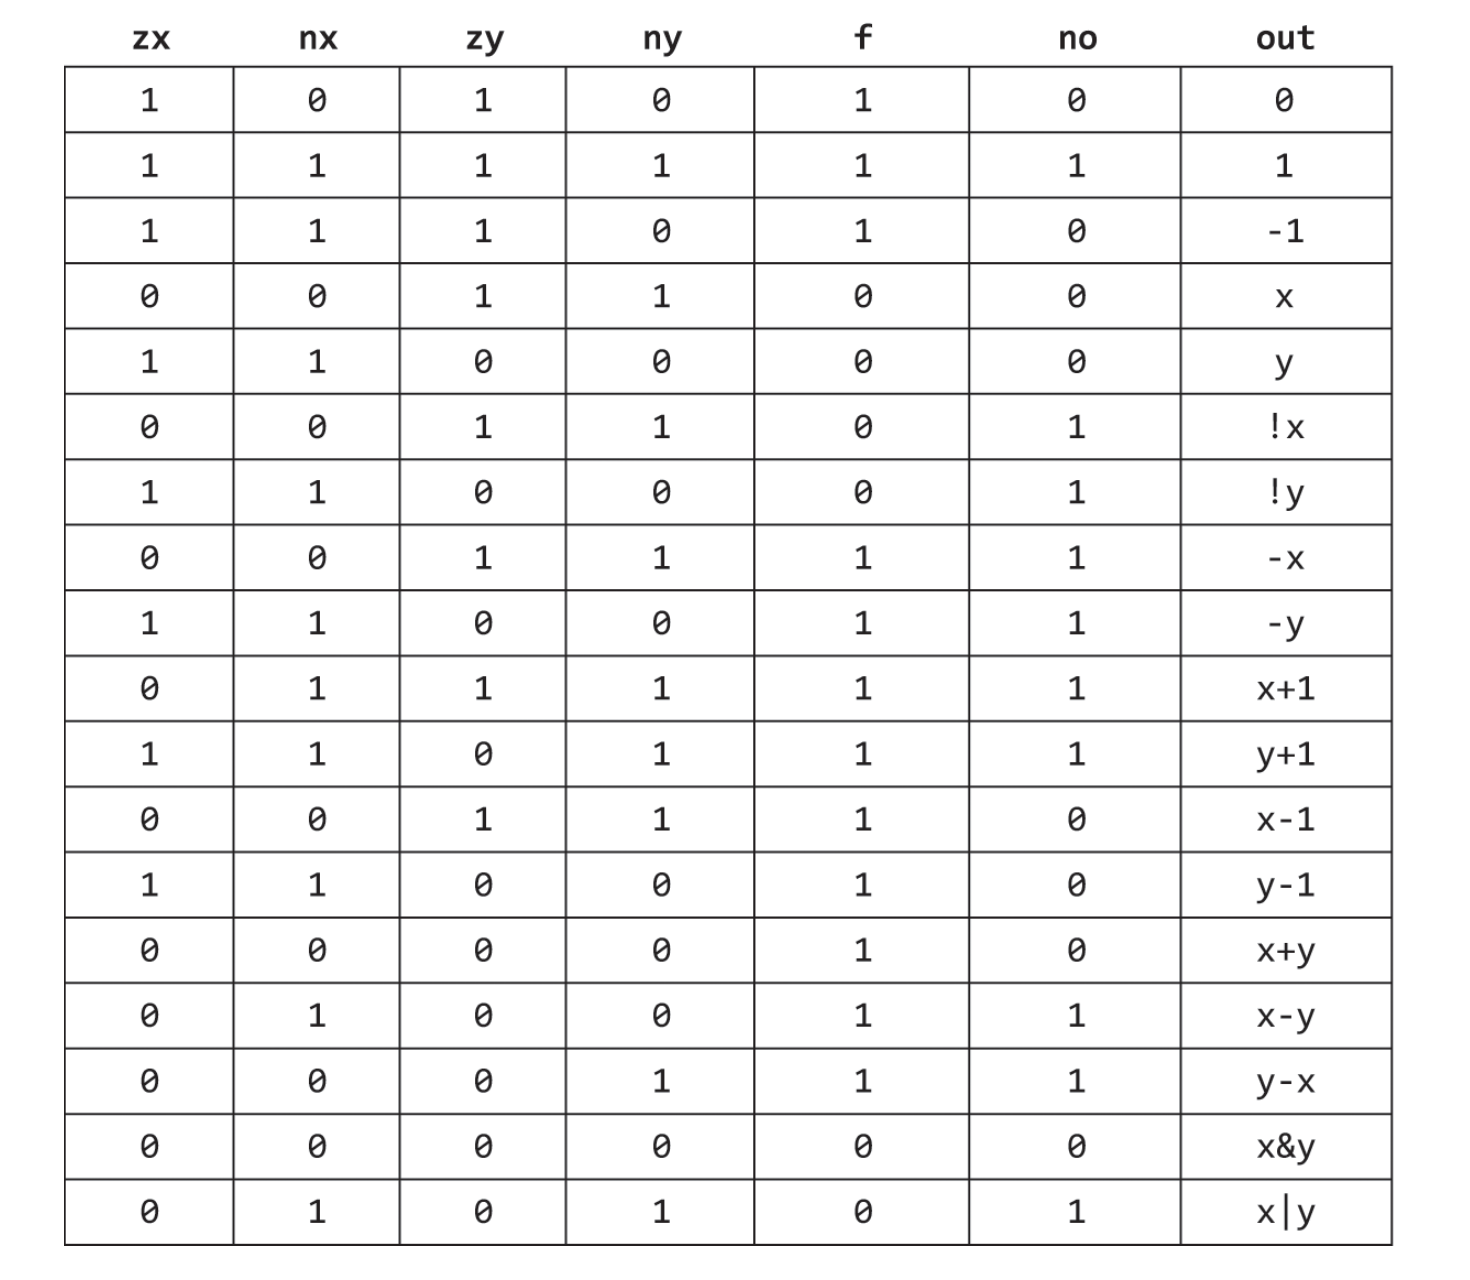 zx nx zy ny f no out
1 0 1 0 1 0 0
1 1 1 1 1 1 1
1 1 1 0 1 0 -1
0 0 1 1 0 0 x
1 1 0 0 0 0 y
0 0 1 1 0 1 !x
1 1 0 0 0 1 !y
0 0 1 1 1 1 -x
1 1 0 0 1 1 -y
0 1 1 1 1 1 x+1
1 1 0 1 1 1 y+1
0 0 1 1 1 0 x-1
1 1 0 0 1 0 y-1
0 0 0 0 1 0 x+y
0 1 0 0 1 1 x-y
0 0 0 1 1 1 y-x
0 0 0 0 0 0 x&y
0 1 0 1 0 1 x|y